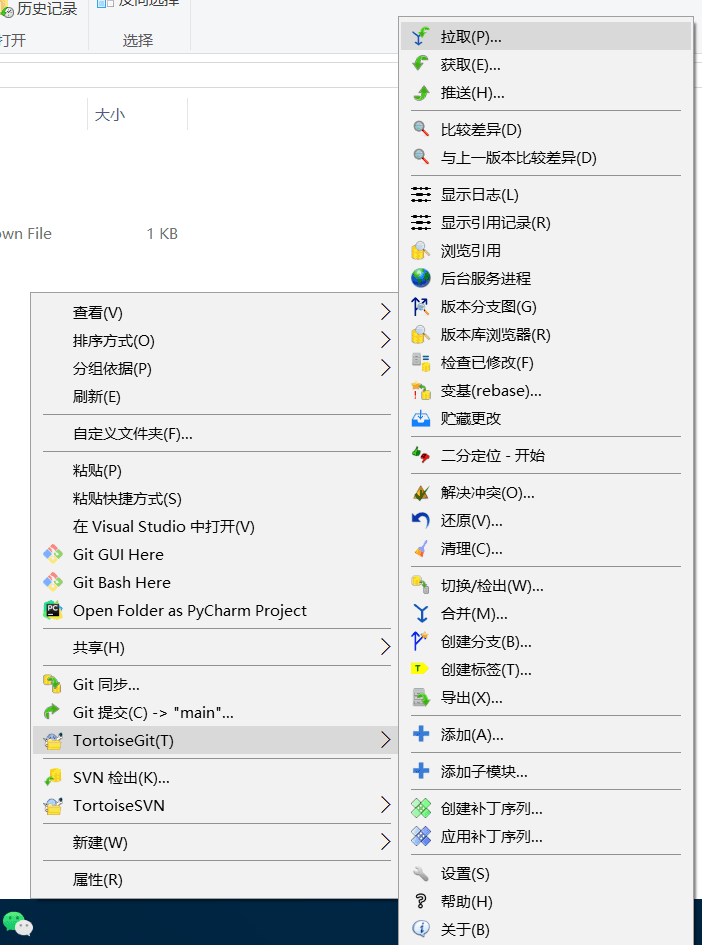 历史记录
打开
反向选择
选择
大小
own File
1 KB
查看(V)
排序方式(O)
分组依据(P)
刷新(E)
自定义文件夹(F)...
粘贴(P)
粘贴快捷方式(S)
在 Visual Studio 中打开(V)
Git GUI Here
Git Bash Here
Open Folder as PyCharm Project
共享(H)
Git 同步...
Git 提交(C) -> "main"...
TortoiseGit(T)
SVN 检出(K)...
TortoiseSVN
新建(W)
属性(R)
拉取(P)...
获取(E)...
推送(H)...
比较差异(D)
与上一版本比较差异(D)
显示日志(L)
显示引用记录(R)
浏览引用
后台服务进程
版本分支图(G)
版本库浏览器(R)
检查已修改(F)
变基(rebase)...
贮藏更改
二分定位 - 开始
解决冲突(O)...
还原(V)...
清理(C)...
切换/检出(W)...
合并(M)...
创建分支(B)...
创建标签(T)...
导出(X)...
添加(A)...
添加子模块...
创建补丁序列...
应用补丁序列...
设置(S)
帮助(H)
关于(B)